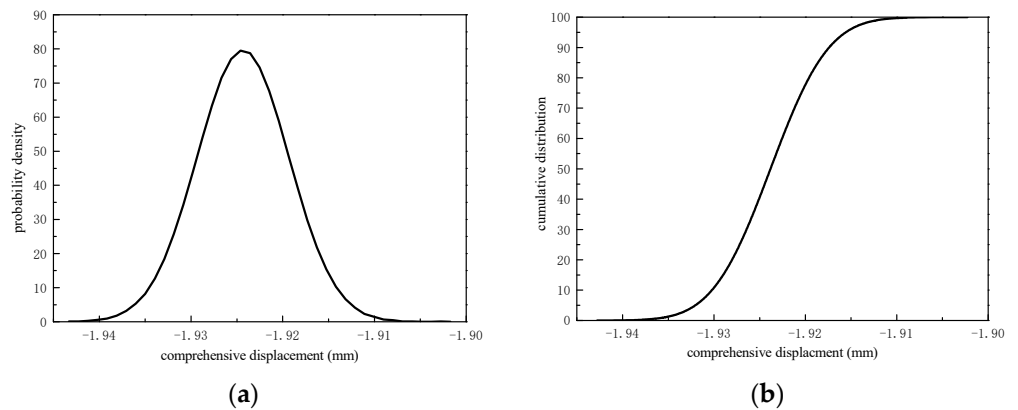 90
80
70
60
50
40
30
20
10
0
probability density
-1.94 -1.93 -1.92 -1.91 -1.90
comprehensive displacement (mm)
(a)
100
90
80
70
60
50
40
30
20
10
0
cumulative distribution
-1.94 -1.93 -1.92 -1.91 -1.90
comprehensive displacment (mm)
(b)